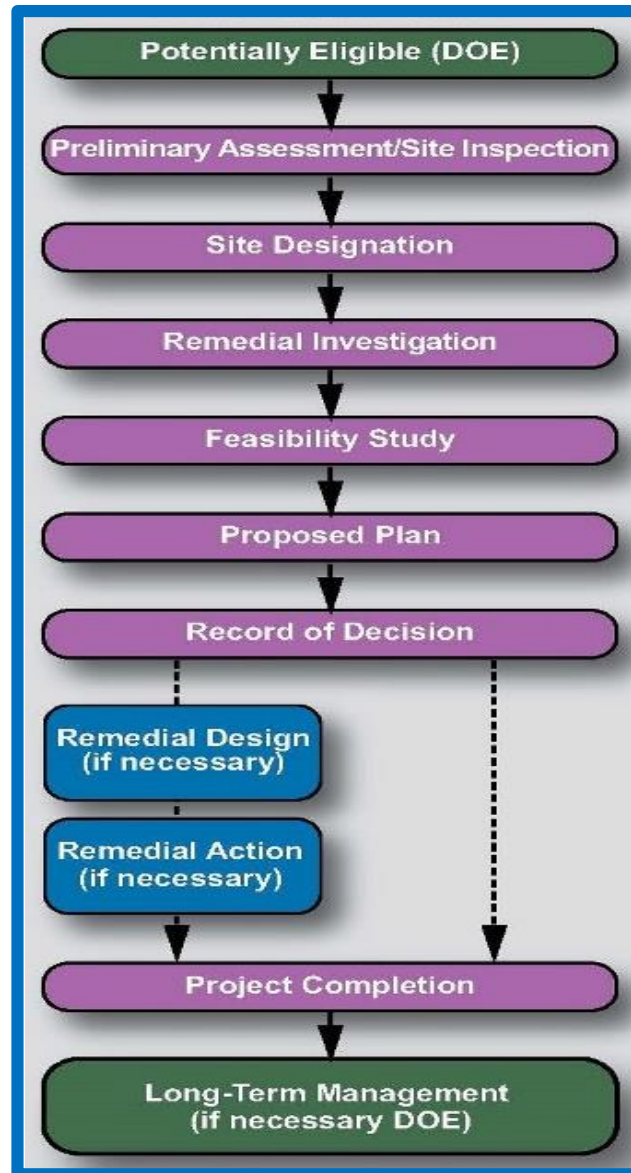 Potentially Eligible (DOE)
Preliminary Assessment/Site Inspection
Site Designation
Remedial Investigation
Feasibility Study
Proposed Plan
Record of Decision
Remedial Design
(if necessary)
Remedial Action
(if necessary)
Project Completion
Long-Term Management
(if necessary DOE)